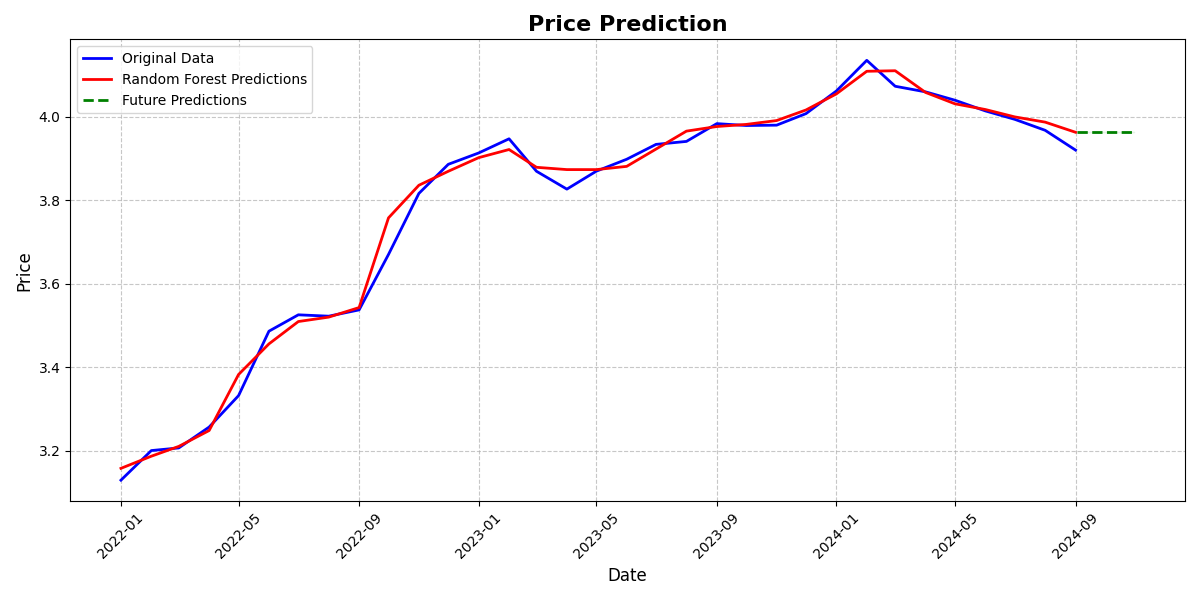 Price Prediction
Original Data
Random Forest Predictions
Future Predictions
Price
4.0
3.8
3.6
3.4
3.2
2022-01
2022-05
2022-09
2023-01
2023-05
2023-09
2024-01
2024-05
2024-09
Date